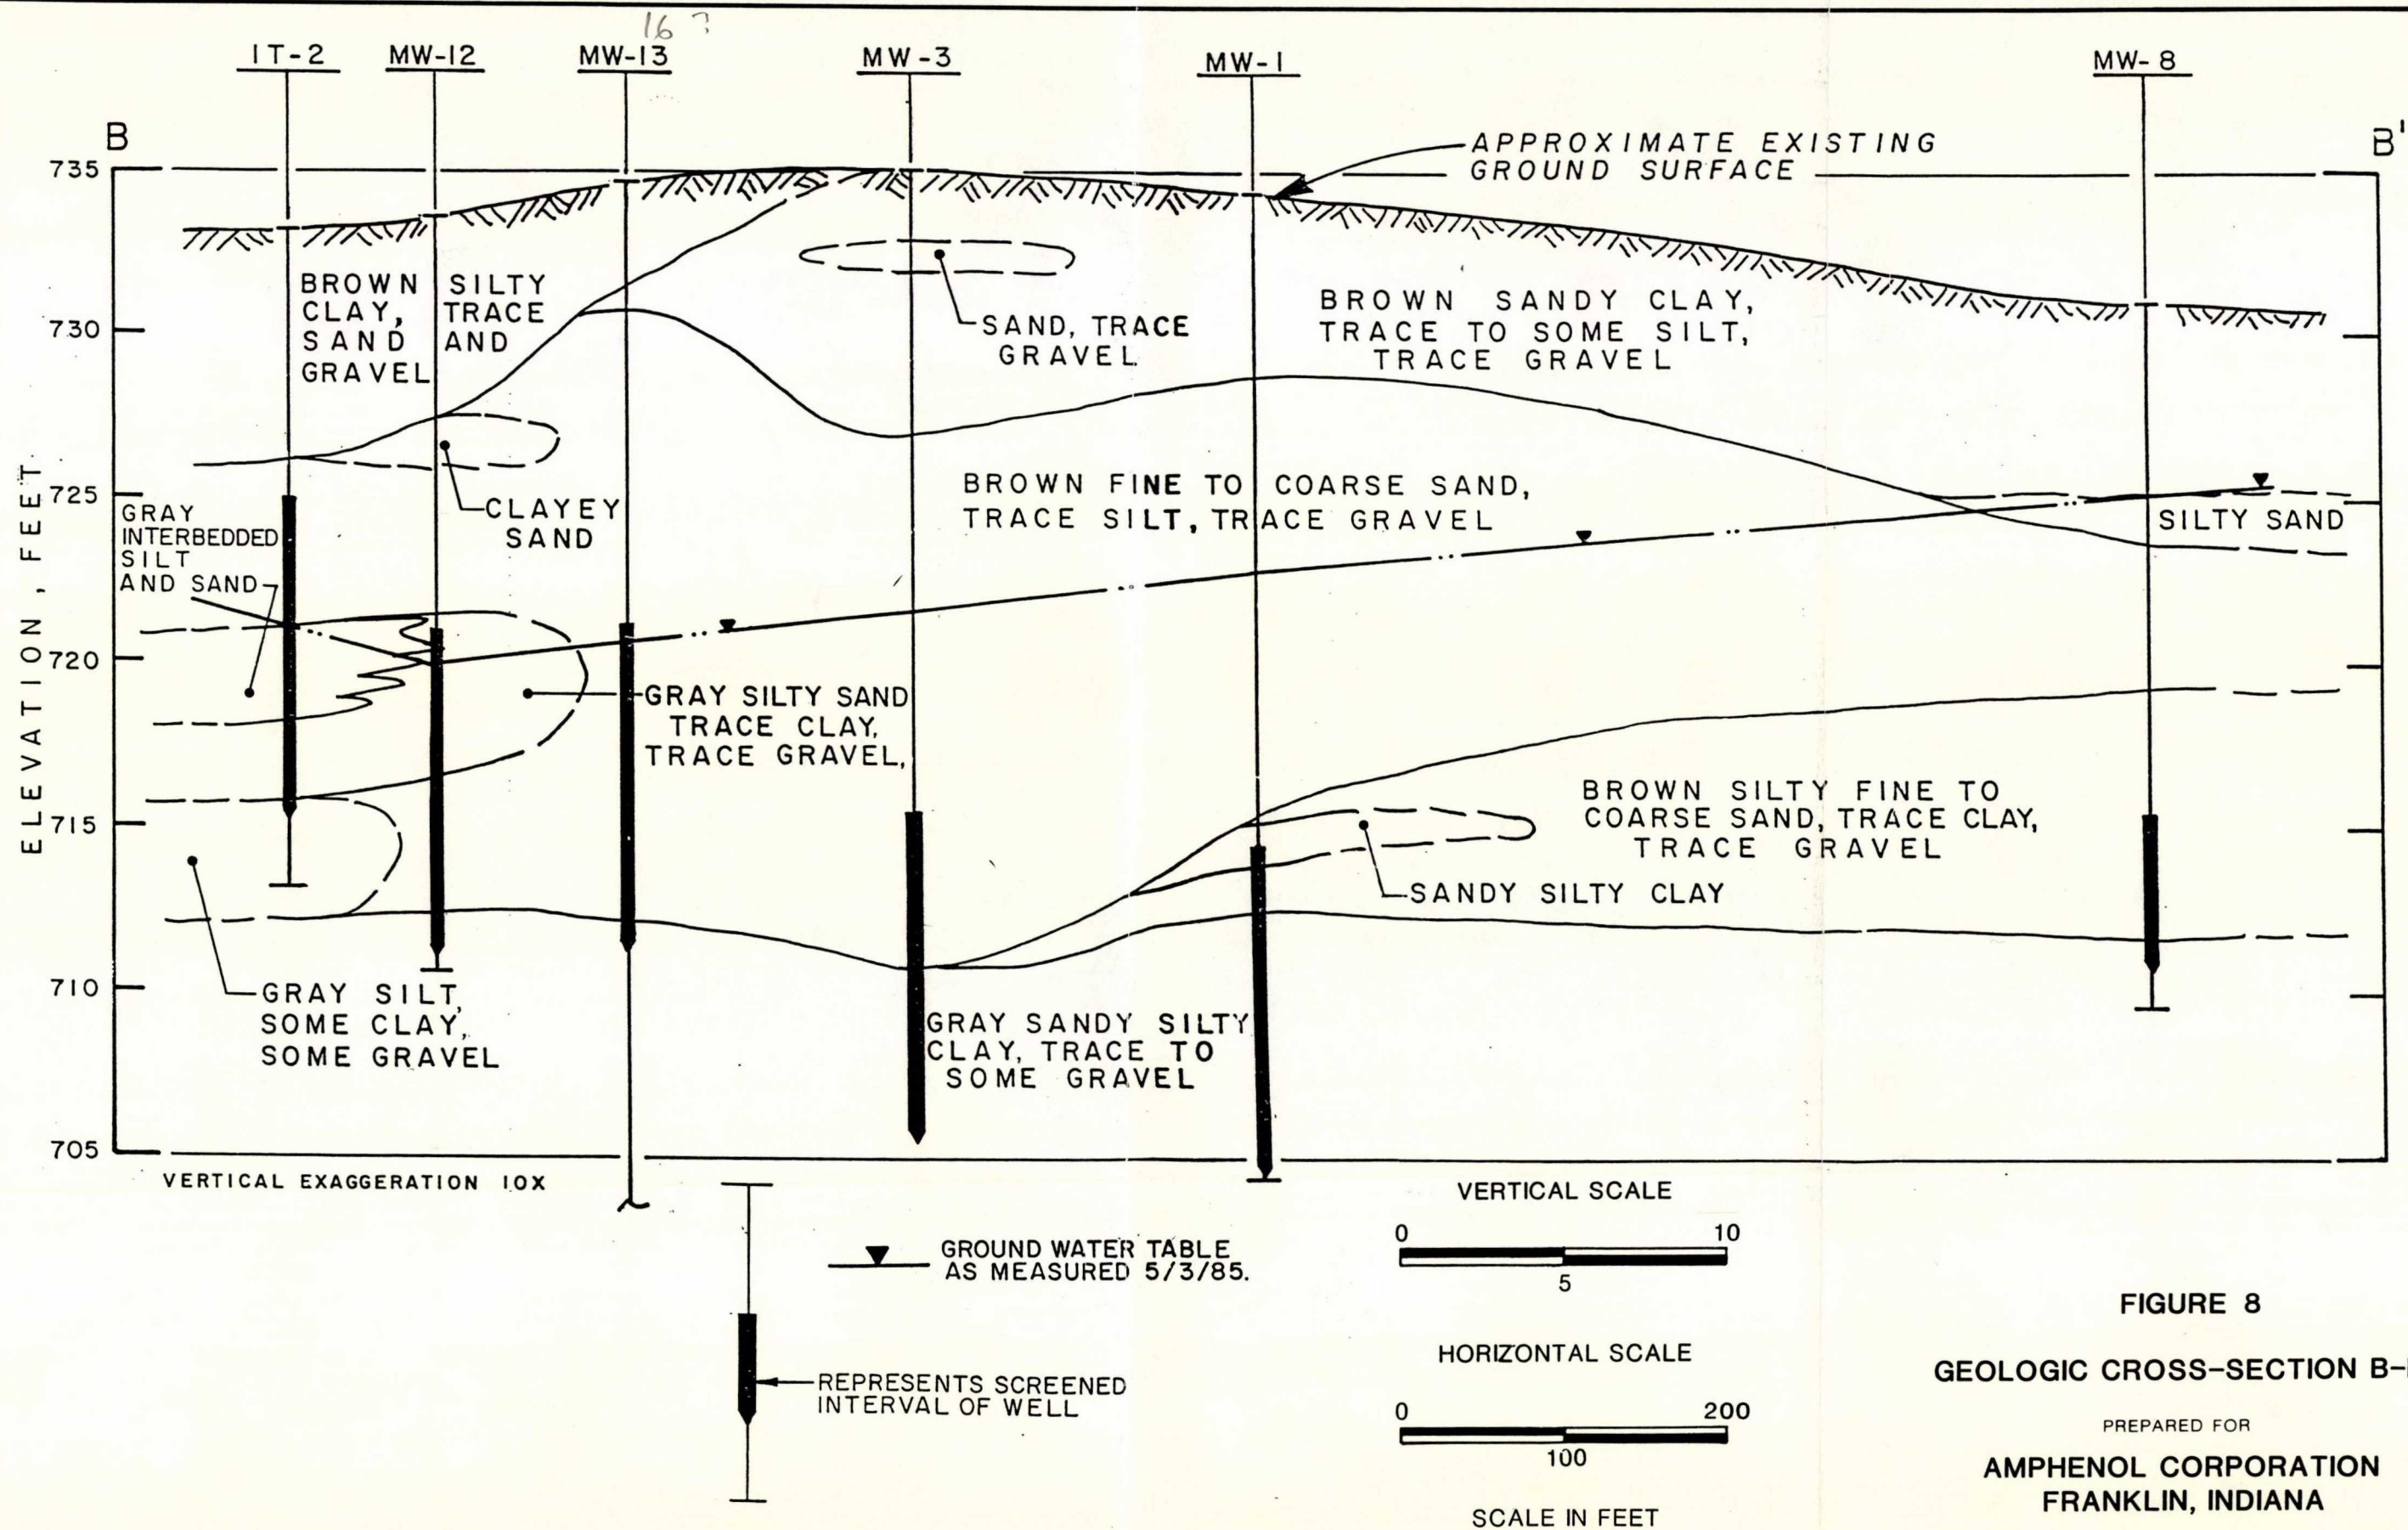 16 ?
IT-2 MW-12 MW-13 MW-3 MW-1 MW-8
B B'
APPROXIMATE EXISTING
GROUND SURFACE
735
730
725
720
715
710
705
ELEVATION, FEET
BROWN SILTY
CLAY, TRACE
SAND AND
GRAVEL
SAND, TRACE
GRAVEL
BROWN SANDY CLAY,
TRACE TO SOME SILT,
TRACE GRAVEL
CLAYEY
SAND
GRAY
INTERBEDDED
SILT
AND SAND
BROWN FINE TO COARSE SAND,
TRACE SILT, TRACE GRAVEL
SILTY SAND
GRAY SILTY SAND
TRACE CLAY,
TRACE GRAVEL,
BROWN SILTY FINE TO
COARSE SAND, TRACE CLAY,
TRACE GRAVEL
SANDY SILTY CLAY
GRAY SILT,
SOME CLAY,
SOME GRAVEL
GRAY SANDY SILTY
CLAY, TRACE TO
SOME GRAVEL
VERTICAL EXAGGERATION 10X
GROUND WATER TABLE
AS MEASURED 5/3/85.
REPRESENTS SCREENED
INTERVAL OF WELL
VERTICAL SCALE
0 10
5
HORIZONTAL SCALE
0 200
100
SCALE IN FEET
FIGURE 8
GEOLOGIC CROSS-SECTION B-
PREPARED FOR
AMPHENOL CORPORATION
FRANKLIN, INDIANA